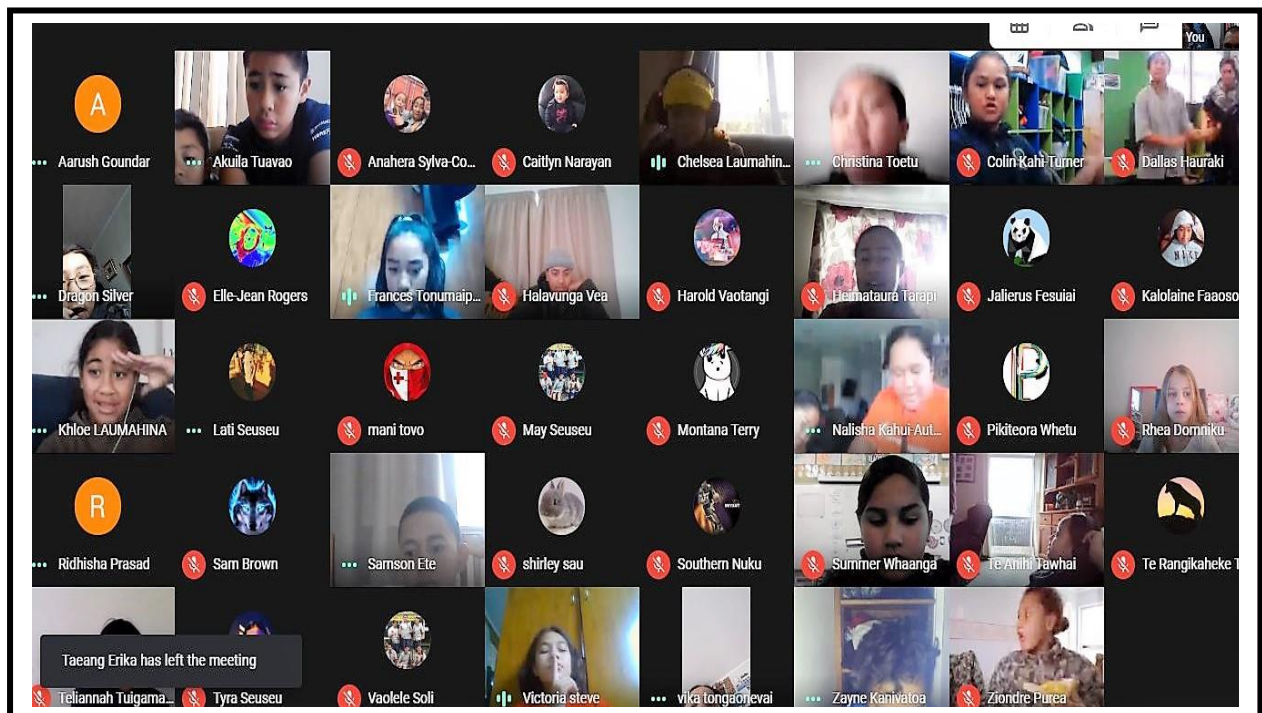 You
A
Aarush Goundar
Akuila Tuavao
Anahera Sylva-Co...
Caitlyn Narayan
Chelsea Laumahin...
Christina Toetu
Colin Kahi-Turner
Dallas Hauraki
Dragon Silver
Elle-Jean Rogers
Frances Tonumaip...
Halavunga Vea
Harold Vaotangi
Heimataura Tarapi
Jalierus Fesuiai
Kalolaine Faaoso
Khloe LAUMAHINA
Lati Seuseu
mani tovo
May Seuseu
Montana Terry
Nalisha Kahui-Aut...
P
Pikiteora Whetu
Rhea Domniku
R
Ridhisha Prasad
Sam Brown
Samson Ete
shirley sau
Southern Nuku
Summer Whaanga
Te Anihi Tawhai
Te Rangikaheke T
Taeang Erika has left the meeting
Teliannah Tuigama...
Tyra Seuseu
Vaolele Soli
Victoria steve
vika tongaonevai
Zayne Kanivatoa
Ziondre Purea